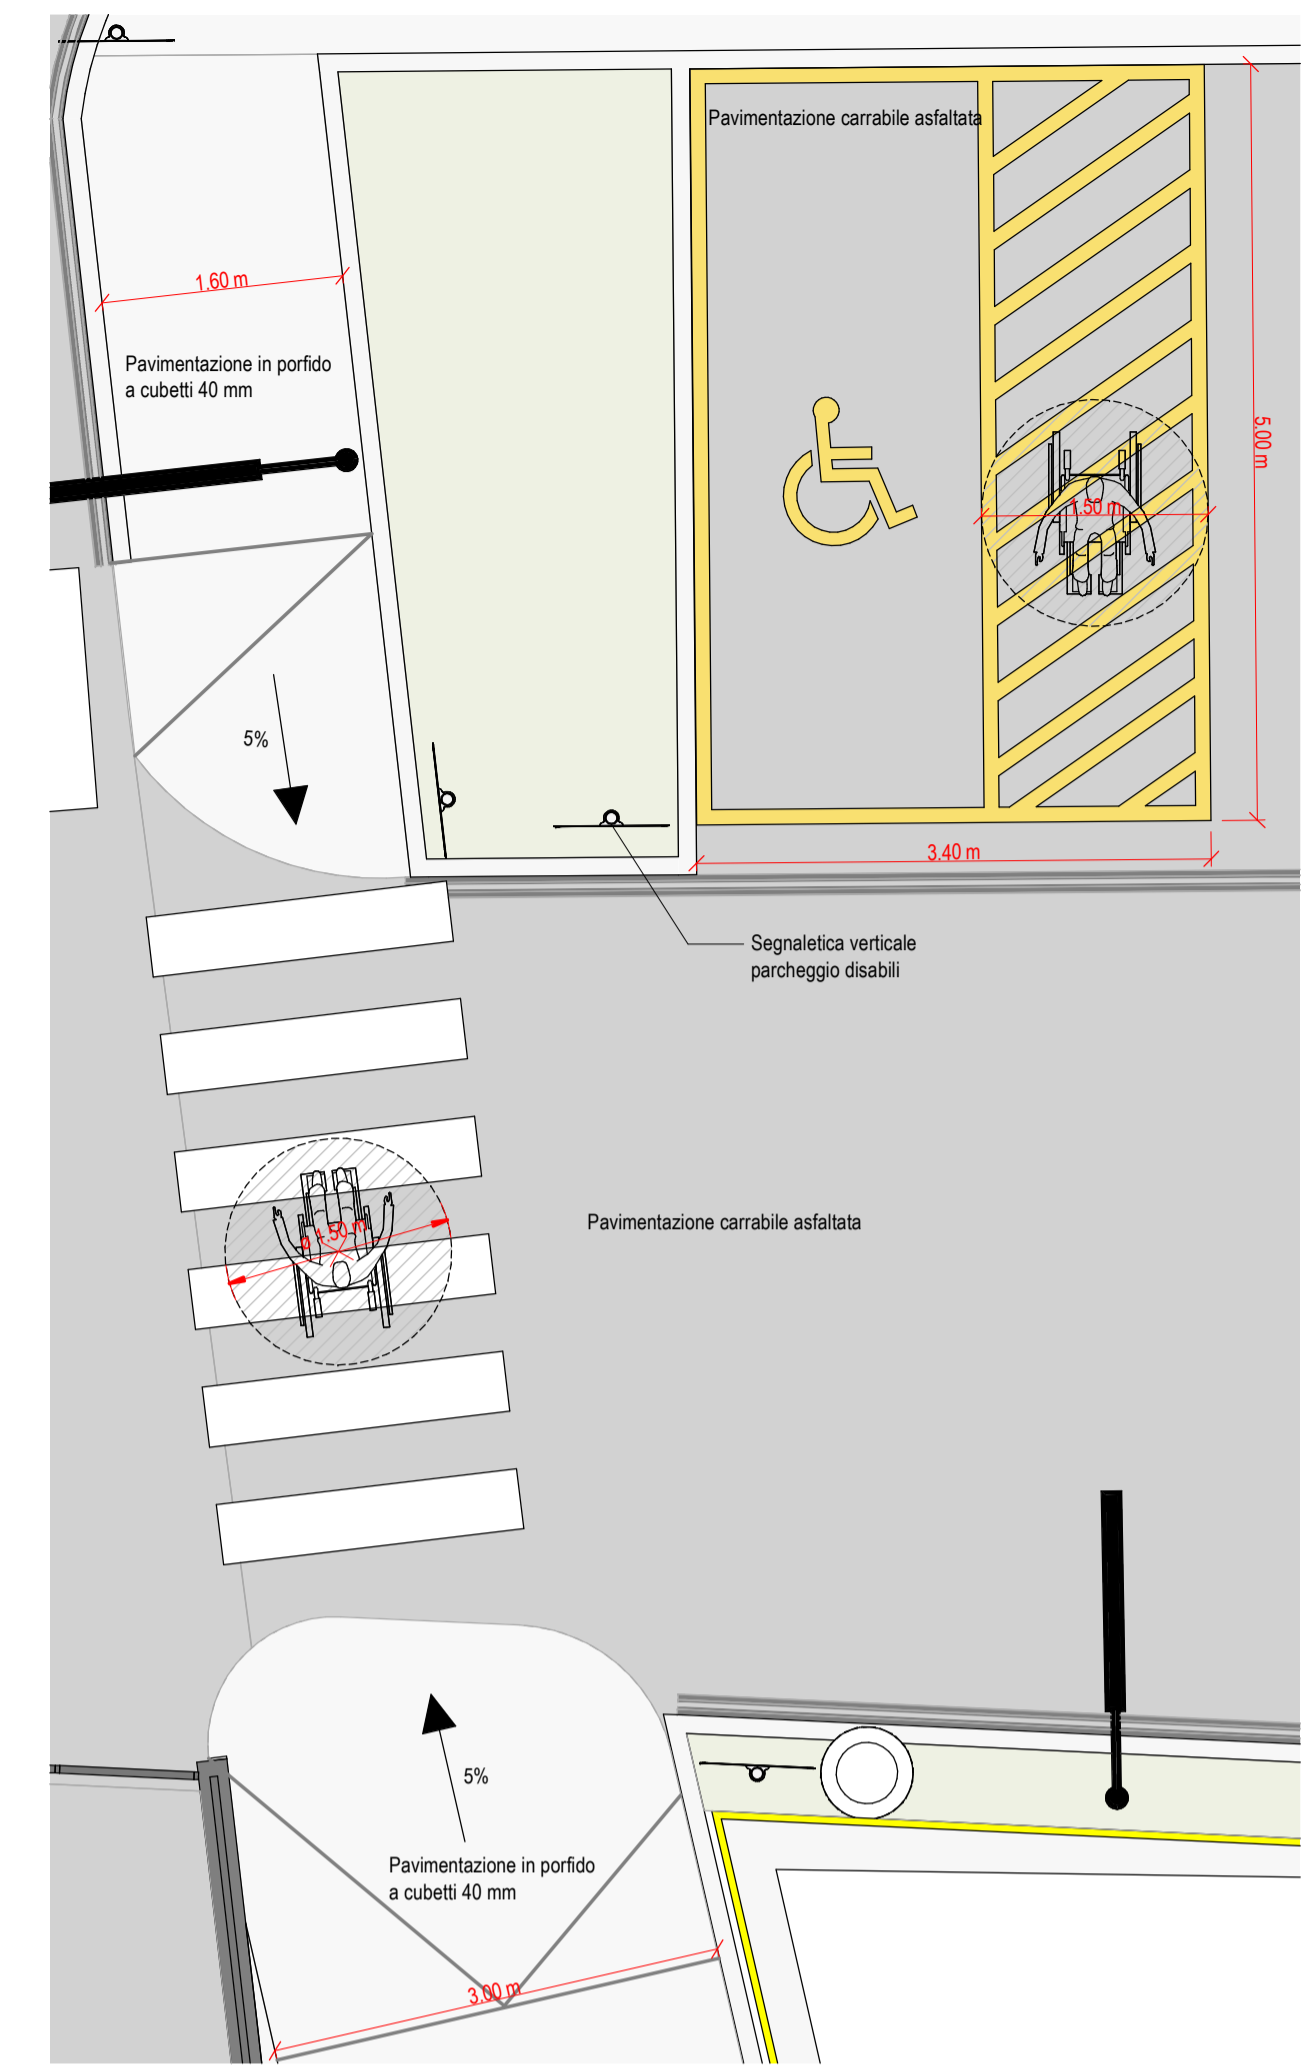 Pavimentazione carrabile asfaltata
1.60 m
Pavimentazione in porfido
a cubetti 40 mm
5.00 m
1.50 m
5%
3.40 m
Segnaletica verticale
parcheggio disabili
ø 1.50 m
Pavimentazione carrabile asfaltata
5%
Pavimentazione in porfido
a cubetti 40 mm
3.00 m